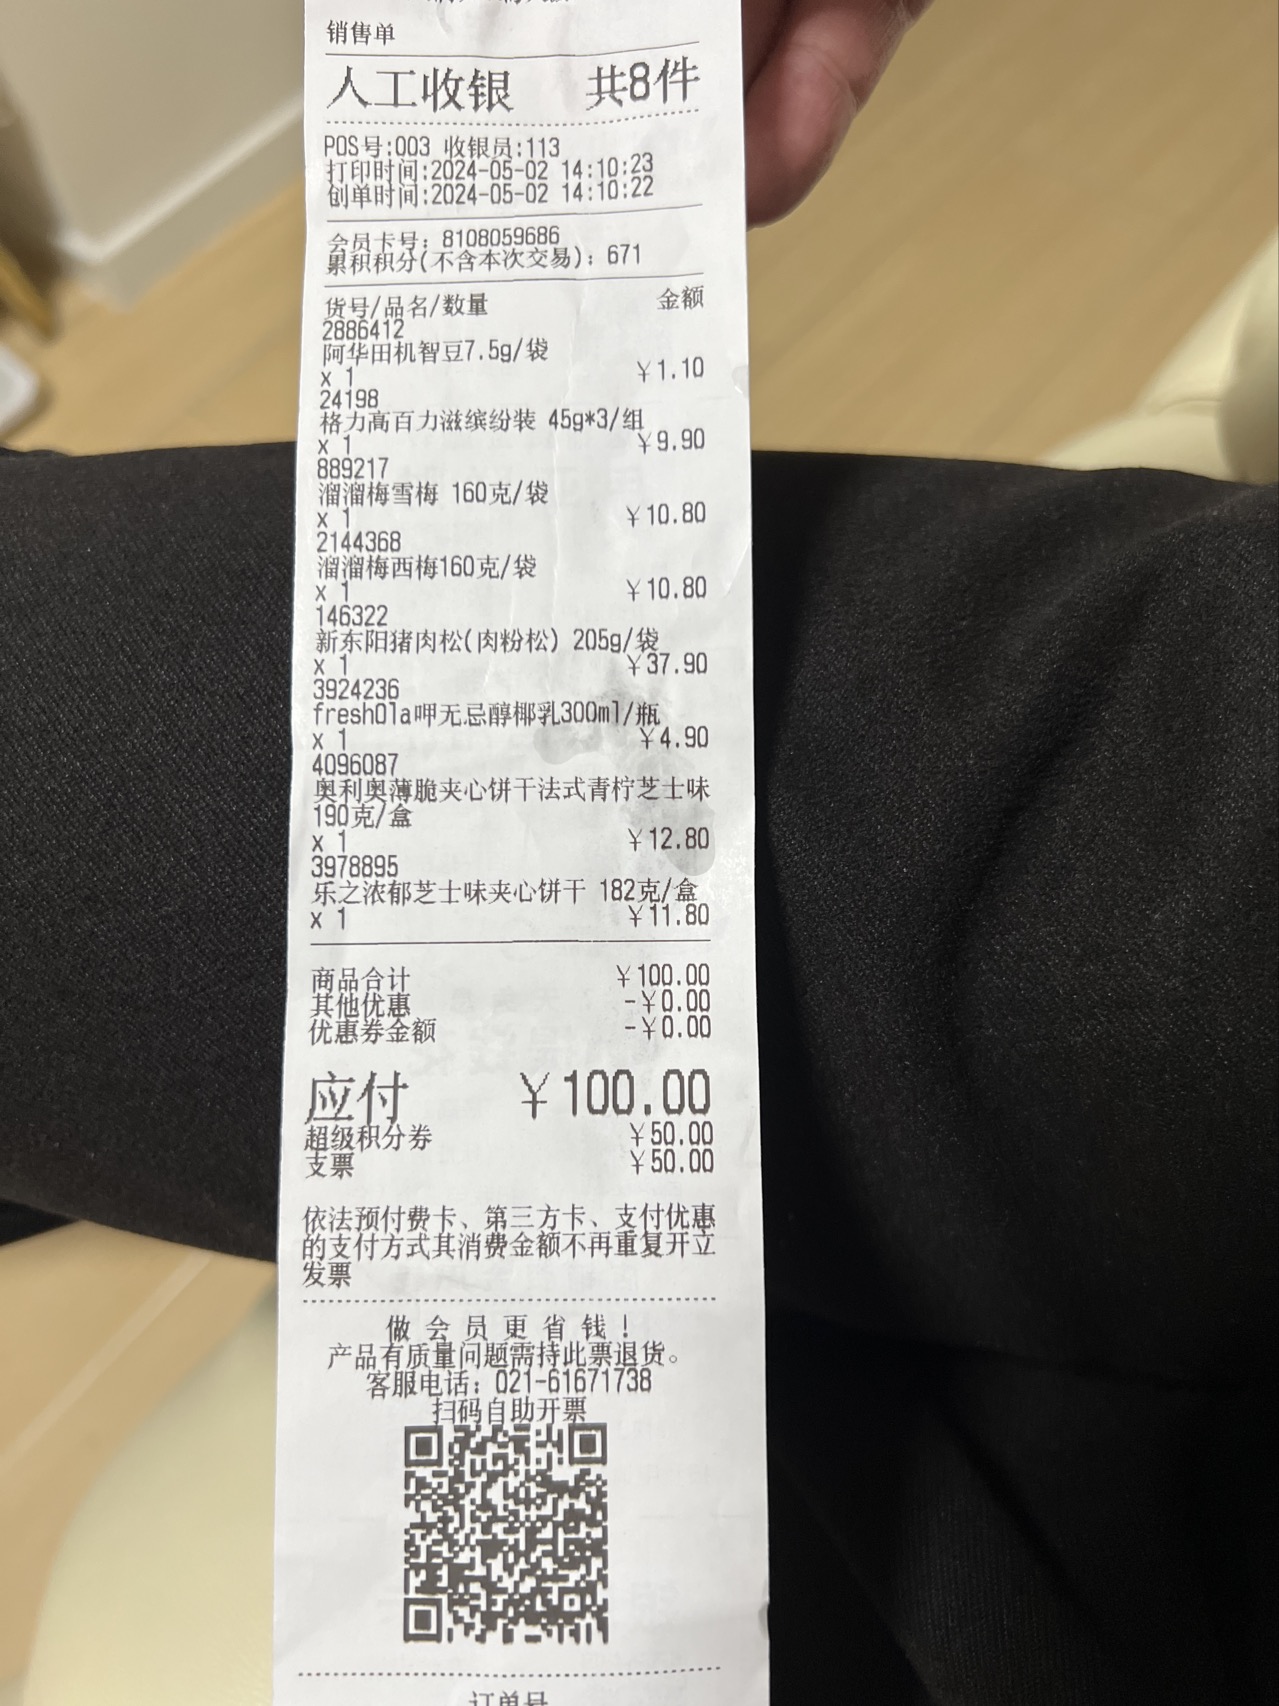 销售单
人工收银 共8件
POS号:003 收银员:113
打印时间:2024-05-02 14:10:23
创单时间:2024-05-02 14:10:22
会员卡号: 8108059686
累积积分(不含本次交易): 671
货号/品名/数量 金额
2886412
阿华田机智豆7.5g/袋
x 1 ￥1.10
24198
格力高百力滋缤纷装 45g*3/组
x 1 ￥9.90
889217
溜溜梅雪梅 160克/袋
x 1 ￥10.80
2144368
溜溜梅西梅160克/袋
x 1 ￥10.80
146322
新东阳猪肉松(肉粉松) 205g/袋
x 1 ￥37.90
3924236
freshOla呷无忌醇椰乳300ml/瓶
x 1 ￥4.90
4096087
奥利奥薄脆夹心饼干法式青柠芝士味
190克/盒
x 1 ￥12.80
3978895
乐之浓郁芝士味夹心饼干 182克/盒
x 1 ￥11.80
商品合计 ￥100.00
其他优惠 -￥0.00
优惠券金额 -￥0.00
应付 ￥100.00
超级积分券 ￥50.00
支票 ￥50.00
依法预付费卡、第三方卡、支付优惠
的支付方式其消费金额不再重复开立
发票
做会员更省钱!
产品有质量问题需持此票退货。
客服电话: 021-61671738
扫码自助开票
订单号